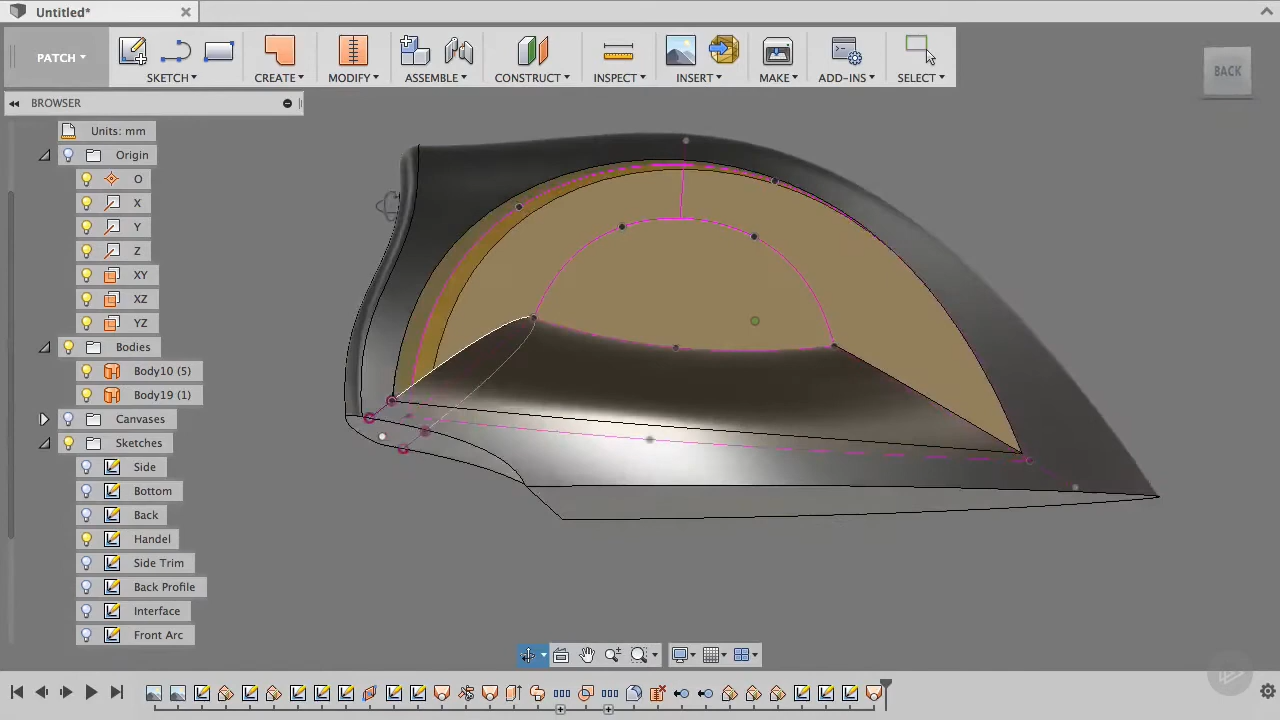 Untitled*
PATCH
SKETCH
CREATE
MODIFY
ASSEMBLE
CONSTRUCT
INSPECT
INSERT
MAKE
ADD-INS
SELECT
BACK
BROWSER
Units: mm
Origin
O
X
Y
Z
XY
XZ
YZ
Bodies
Body10 (5)
Body19 (1)
Canvases
Sketches
Side
Bottom
Back
Handel
Side Trim
Back Profile
Interface
Front Arc